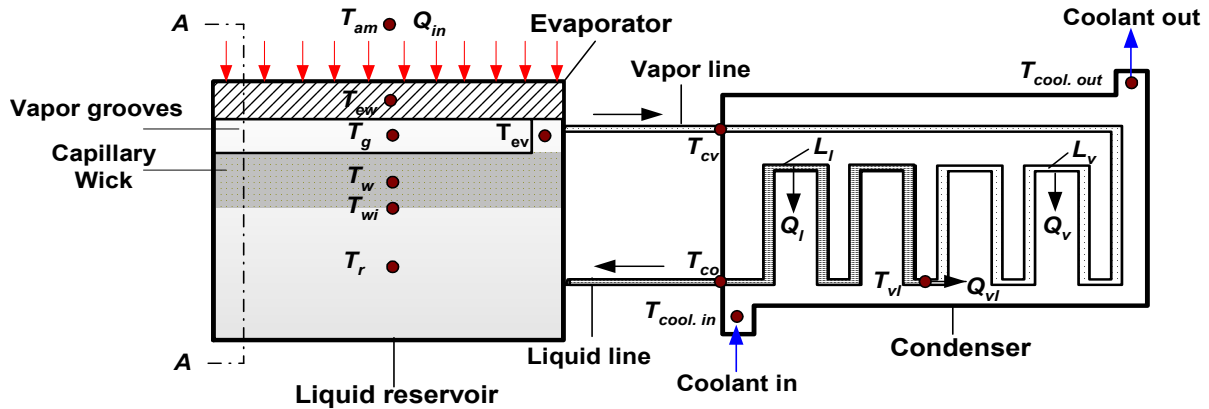 A
T_am
Q_in
Evaporator
Coolant out
Vapor line
T_cool. out
T_ew
Vapor grooves
T_g
T_ev
T_cv
Capillary
Wick
L_l
L_v
T_w
T_wi
Q_l
Q_v
T_r
T_co
T_vl
Q_vl
T_cool. in
A
Liquid line
Condenser
Liquid reservoir
Coolant in